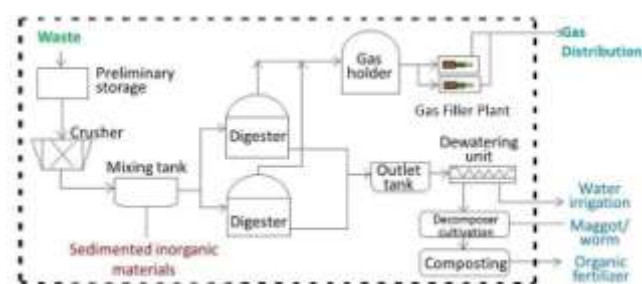 Waste
Preliminary
storage
Crusher
Mixing tank
Sedimented inorganic
materials
Digester
Digester
Gas
holder
Gas Filler Plant
Gas
Distribution
Outlet
tank
Dewatering
unit
Decomposer
cultivation
Composting
Water
irrigation
Maggot/
worm
Organic
fertilizer